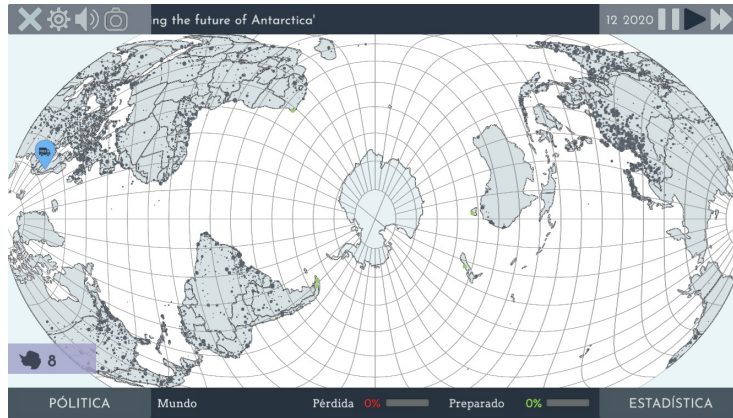 ng the future of Antarctica'
12 2020
8
PÓLITICA
Mundo
Pérdida 0%
Preparado 0%
ESTADÍSTICA